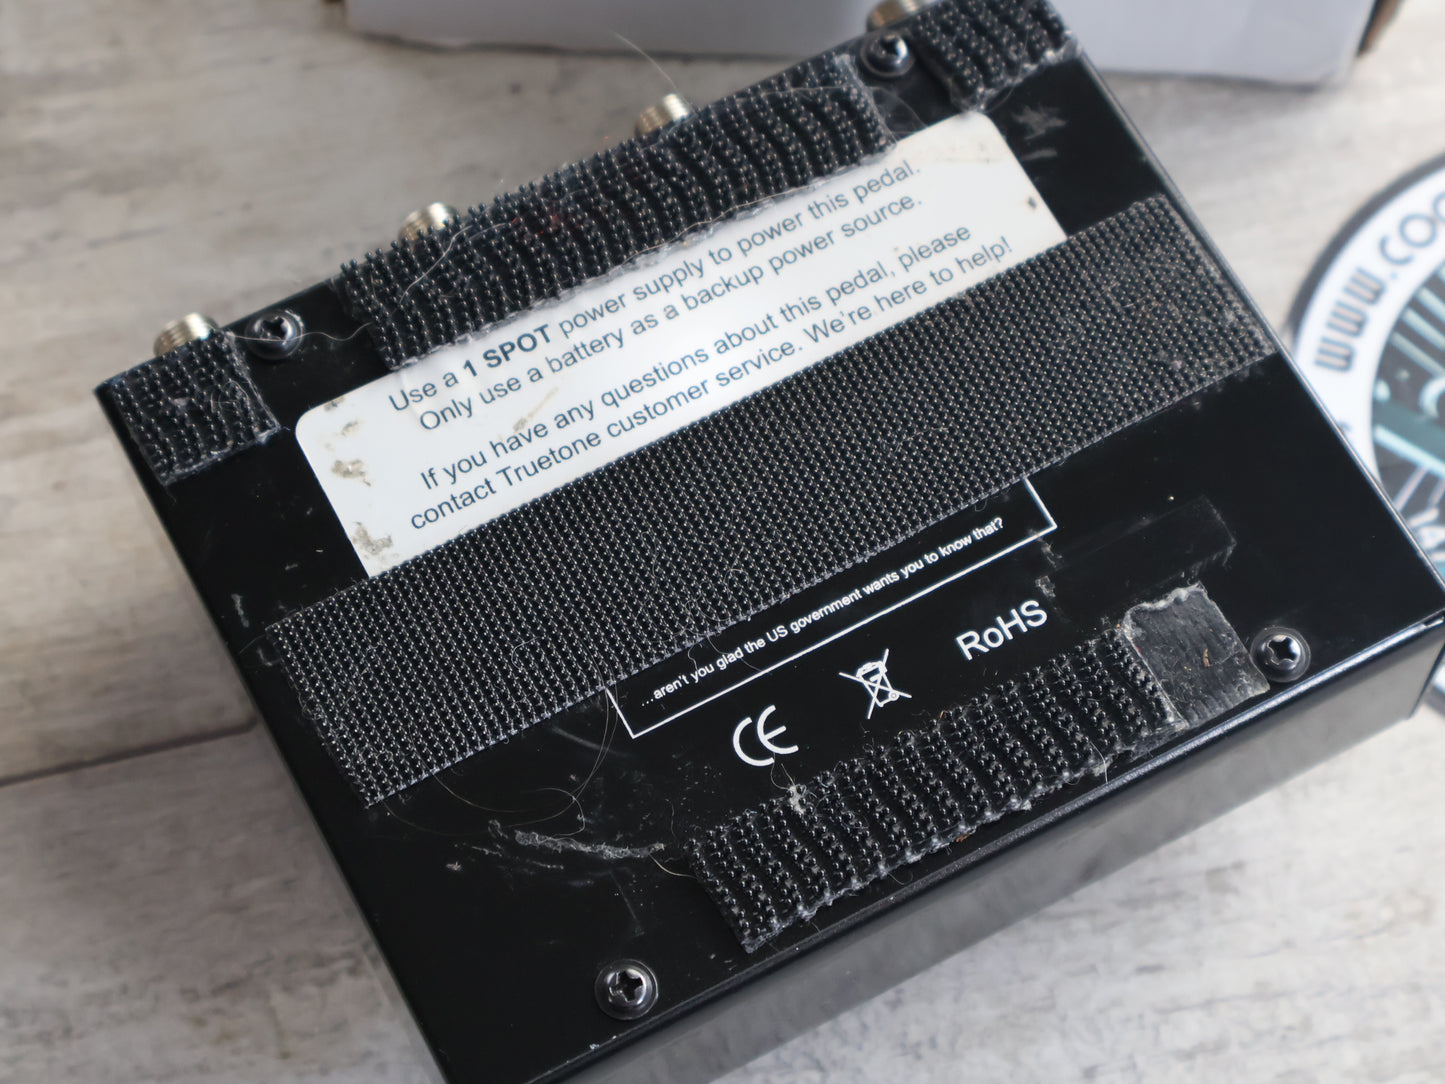 Use a 1 SPOT power supply to power this pedal.
Only use a battery as a backup power source.
If you have any questions about this pedal, please
contact Truetone customer service. We're here to help!
...aren't you glad the US government wants you to know that?
CE
RoHS
WWW.COO